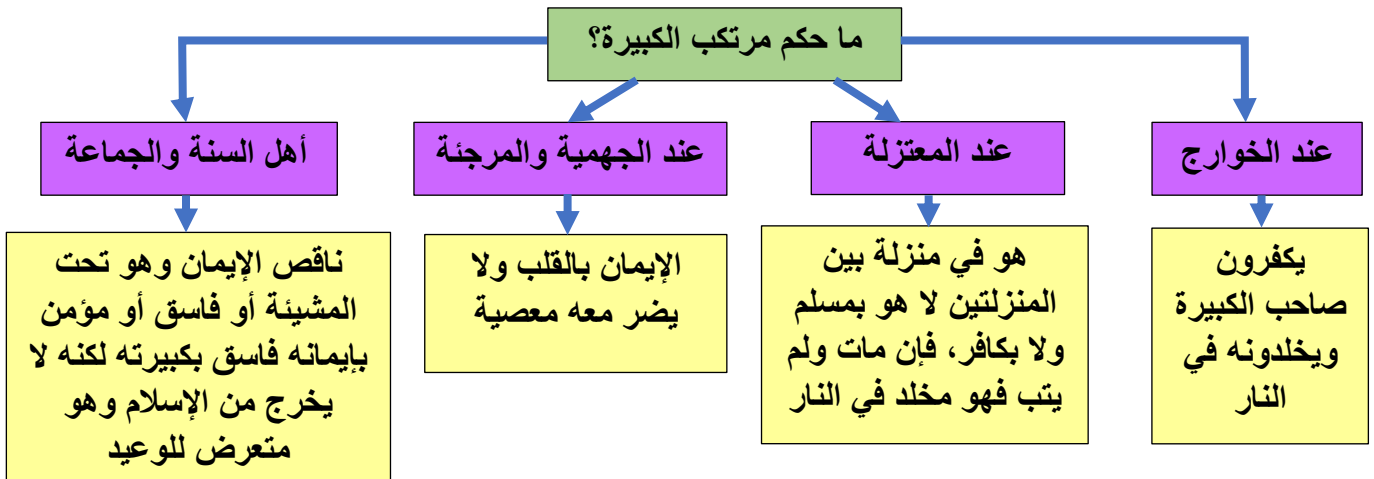 ما حكم مرتكب الكبيرة؟
عند الخوارج
عند المعتزلة
عند الجهمية والمرجئة
أهل السنة والجماعة
يكفرون
صاحب الكبيرة
ويخلدونه في
النار
هو في منزلة بين
المنزلتين لا هو بمسلم
ولا بكافر، فإن مات ولم
يتب فهو مخلد في النار
الإيمان بالقلب ولا
يضر معه معصية
ناقص الإيمان وهو تحت
المشيئة أو فاسق أو مؤمن
بإيمانه فاسق بكبيرته لكنه لا
يخرج من الإسلام وهو
متعرض للوعيد